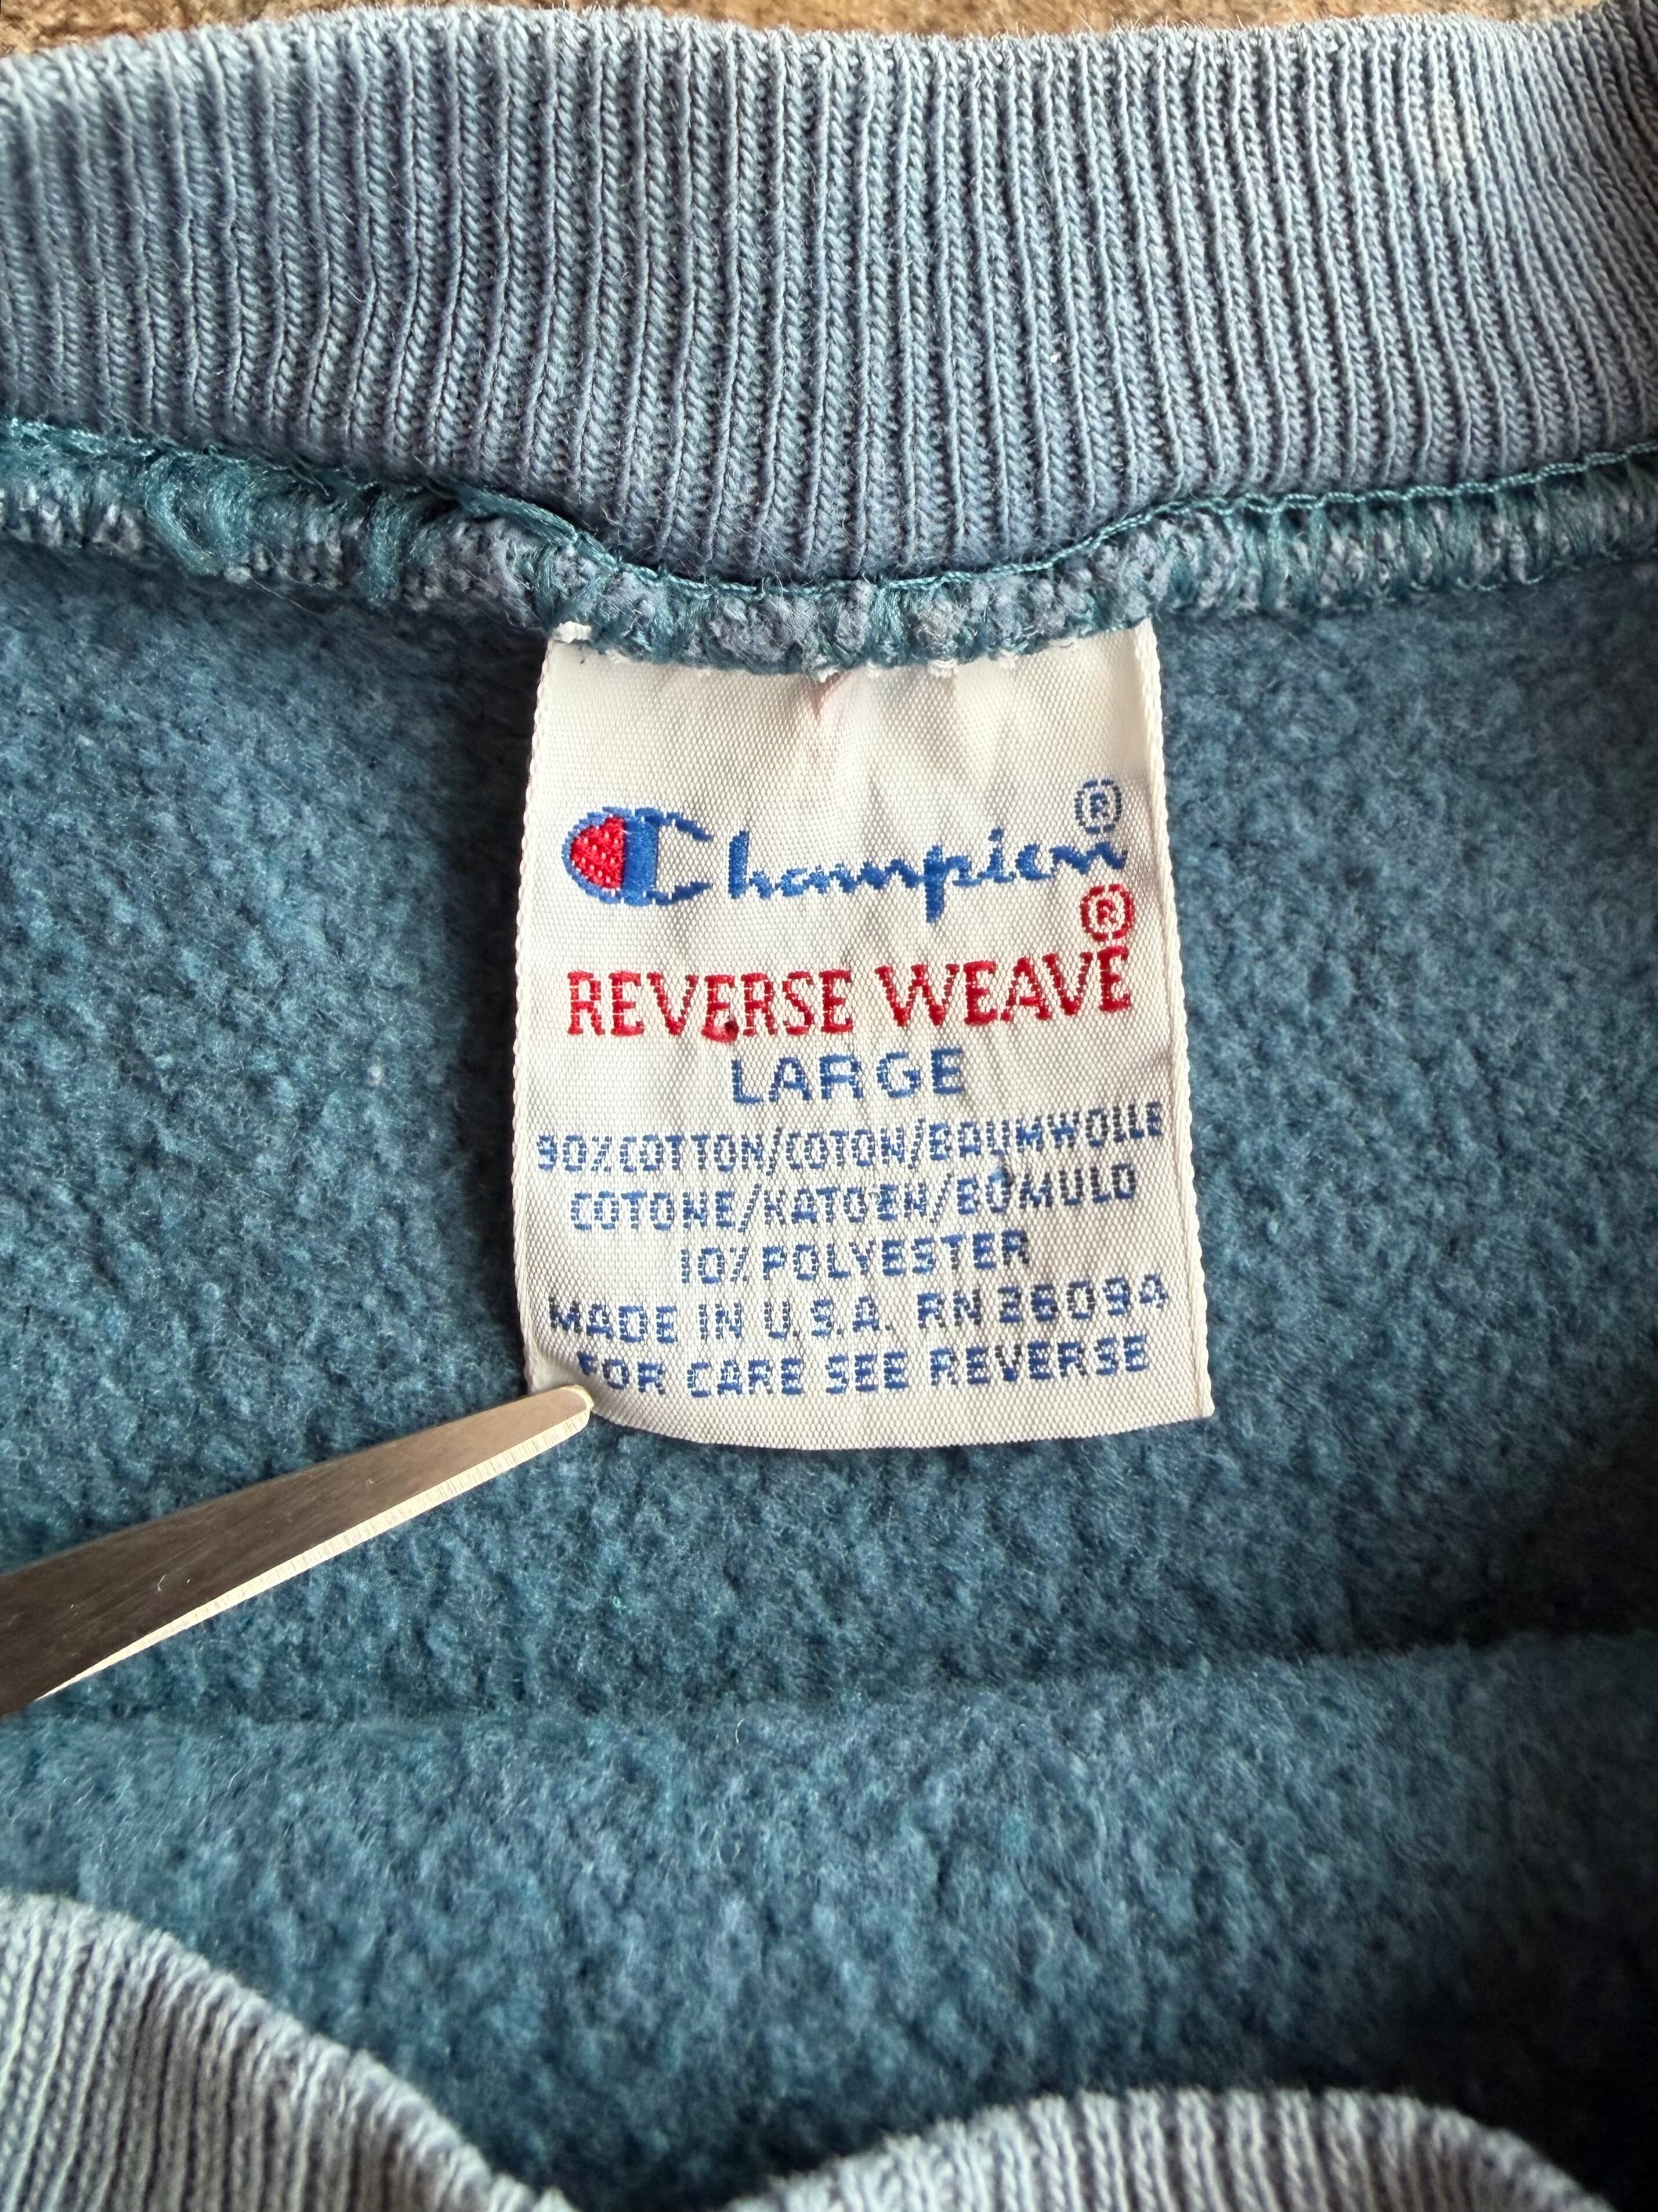 Champion®
REVERSE WEAVE®
LARGE
90% COTTON/COTON/BAUMWOLLE
COTONE/KATOEN/BOMULD
10% POLYESTER
MADE IN U.S.A. RN 26094
FOR CARE SEE REVERSE